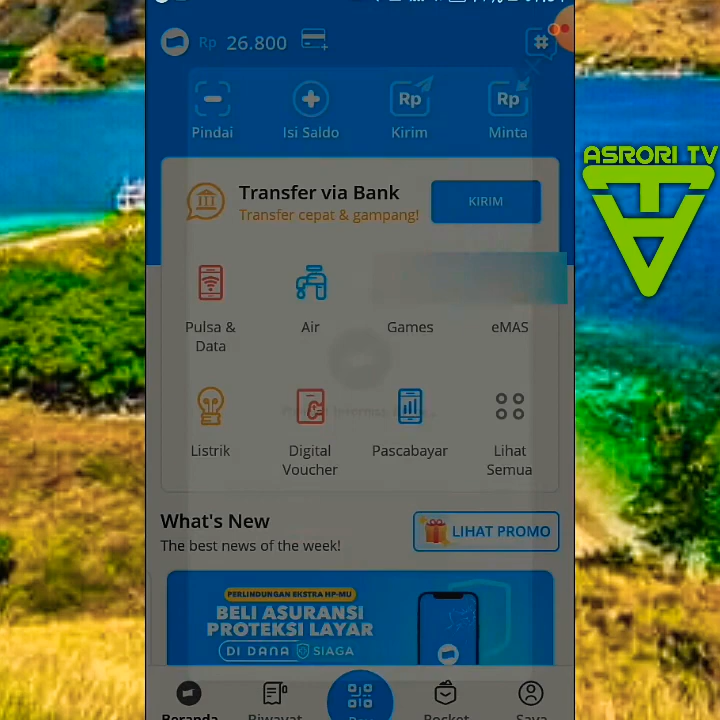 Rp 26.800
Pindai
Isi Saldo
Rp
Kirim
Rp
Minta
ASRORI TV
Transfer via Bank
Transfer cepat & gampang!
KIRIM
Pulsa &
Data
Air
Games
eMAS
Listrik
Digital
Voucher
Pascabayar
Lihat
Semua
What's New
The best news of the week!
LIHAT PROMO
PERLINDUNGAN EKSTRA HP-MU
BELI ASURANSI
PROTEKSI LAYAR
DI DANA SIAGA
Beranda
Riwayat
Pocket
Saya